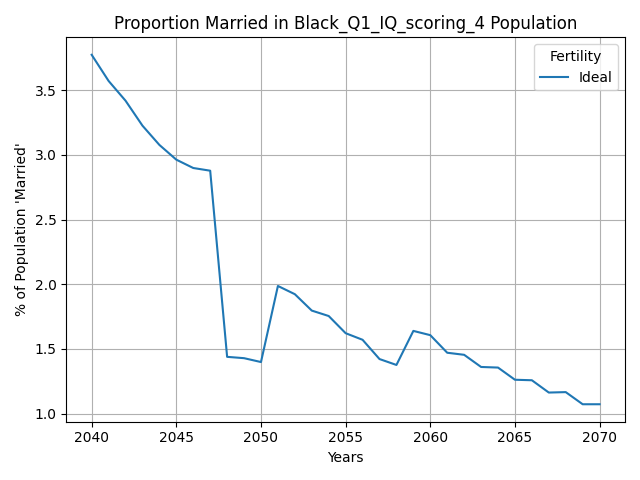 Proportion Married in Black_Q1_IQ_scoring_4 Population
Fertility
Ideal
% of Population 'Married'
3.5
3.0
2.5
2.0
1.5
1.0
2040
2045
2050
2055
2060
2065
2070
Years